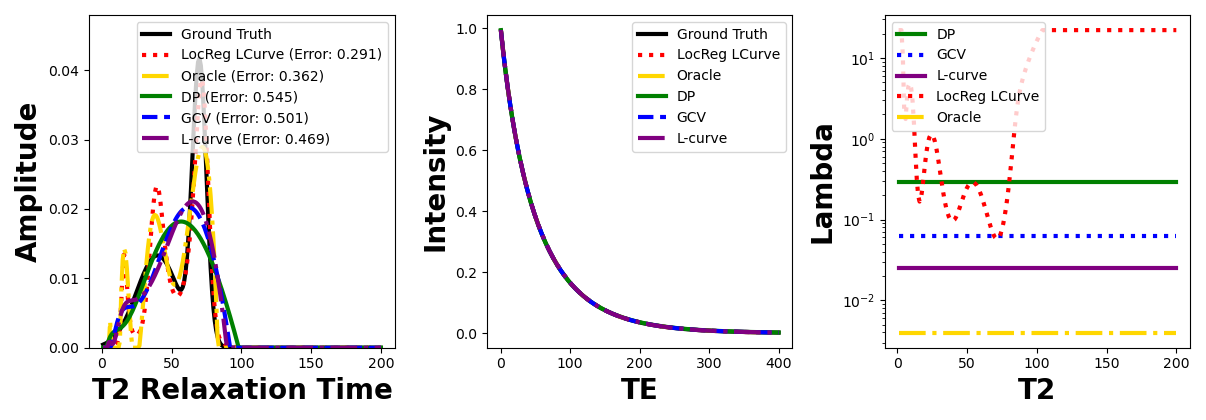 Ground Truth
LocReg LCurve (Error: 0.291)
Oracle (Error: 0.362)
DP (Error: 0.545)
GCV (Error: 0.501)
L-curve (Error: 0.469)
0.04
0.03
0.02
0.01
0.00
Amplitude
0 50 100 150 200
T2 Relaxation Time
Ground Truth
LocReg LCurve
Oracle
DP
GCV
L-curve
1.0
0.8
0.6
0.4
0.2
0.0
Intensity
0 100 200 300 400
TE
DP
GCV
L-curve
LocReg LCurve
Oracle
10¹
10⁰
10⁻¹
10⁻²
Lambda
0 50 100 150 200
T2